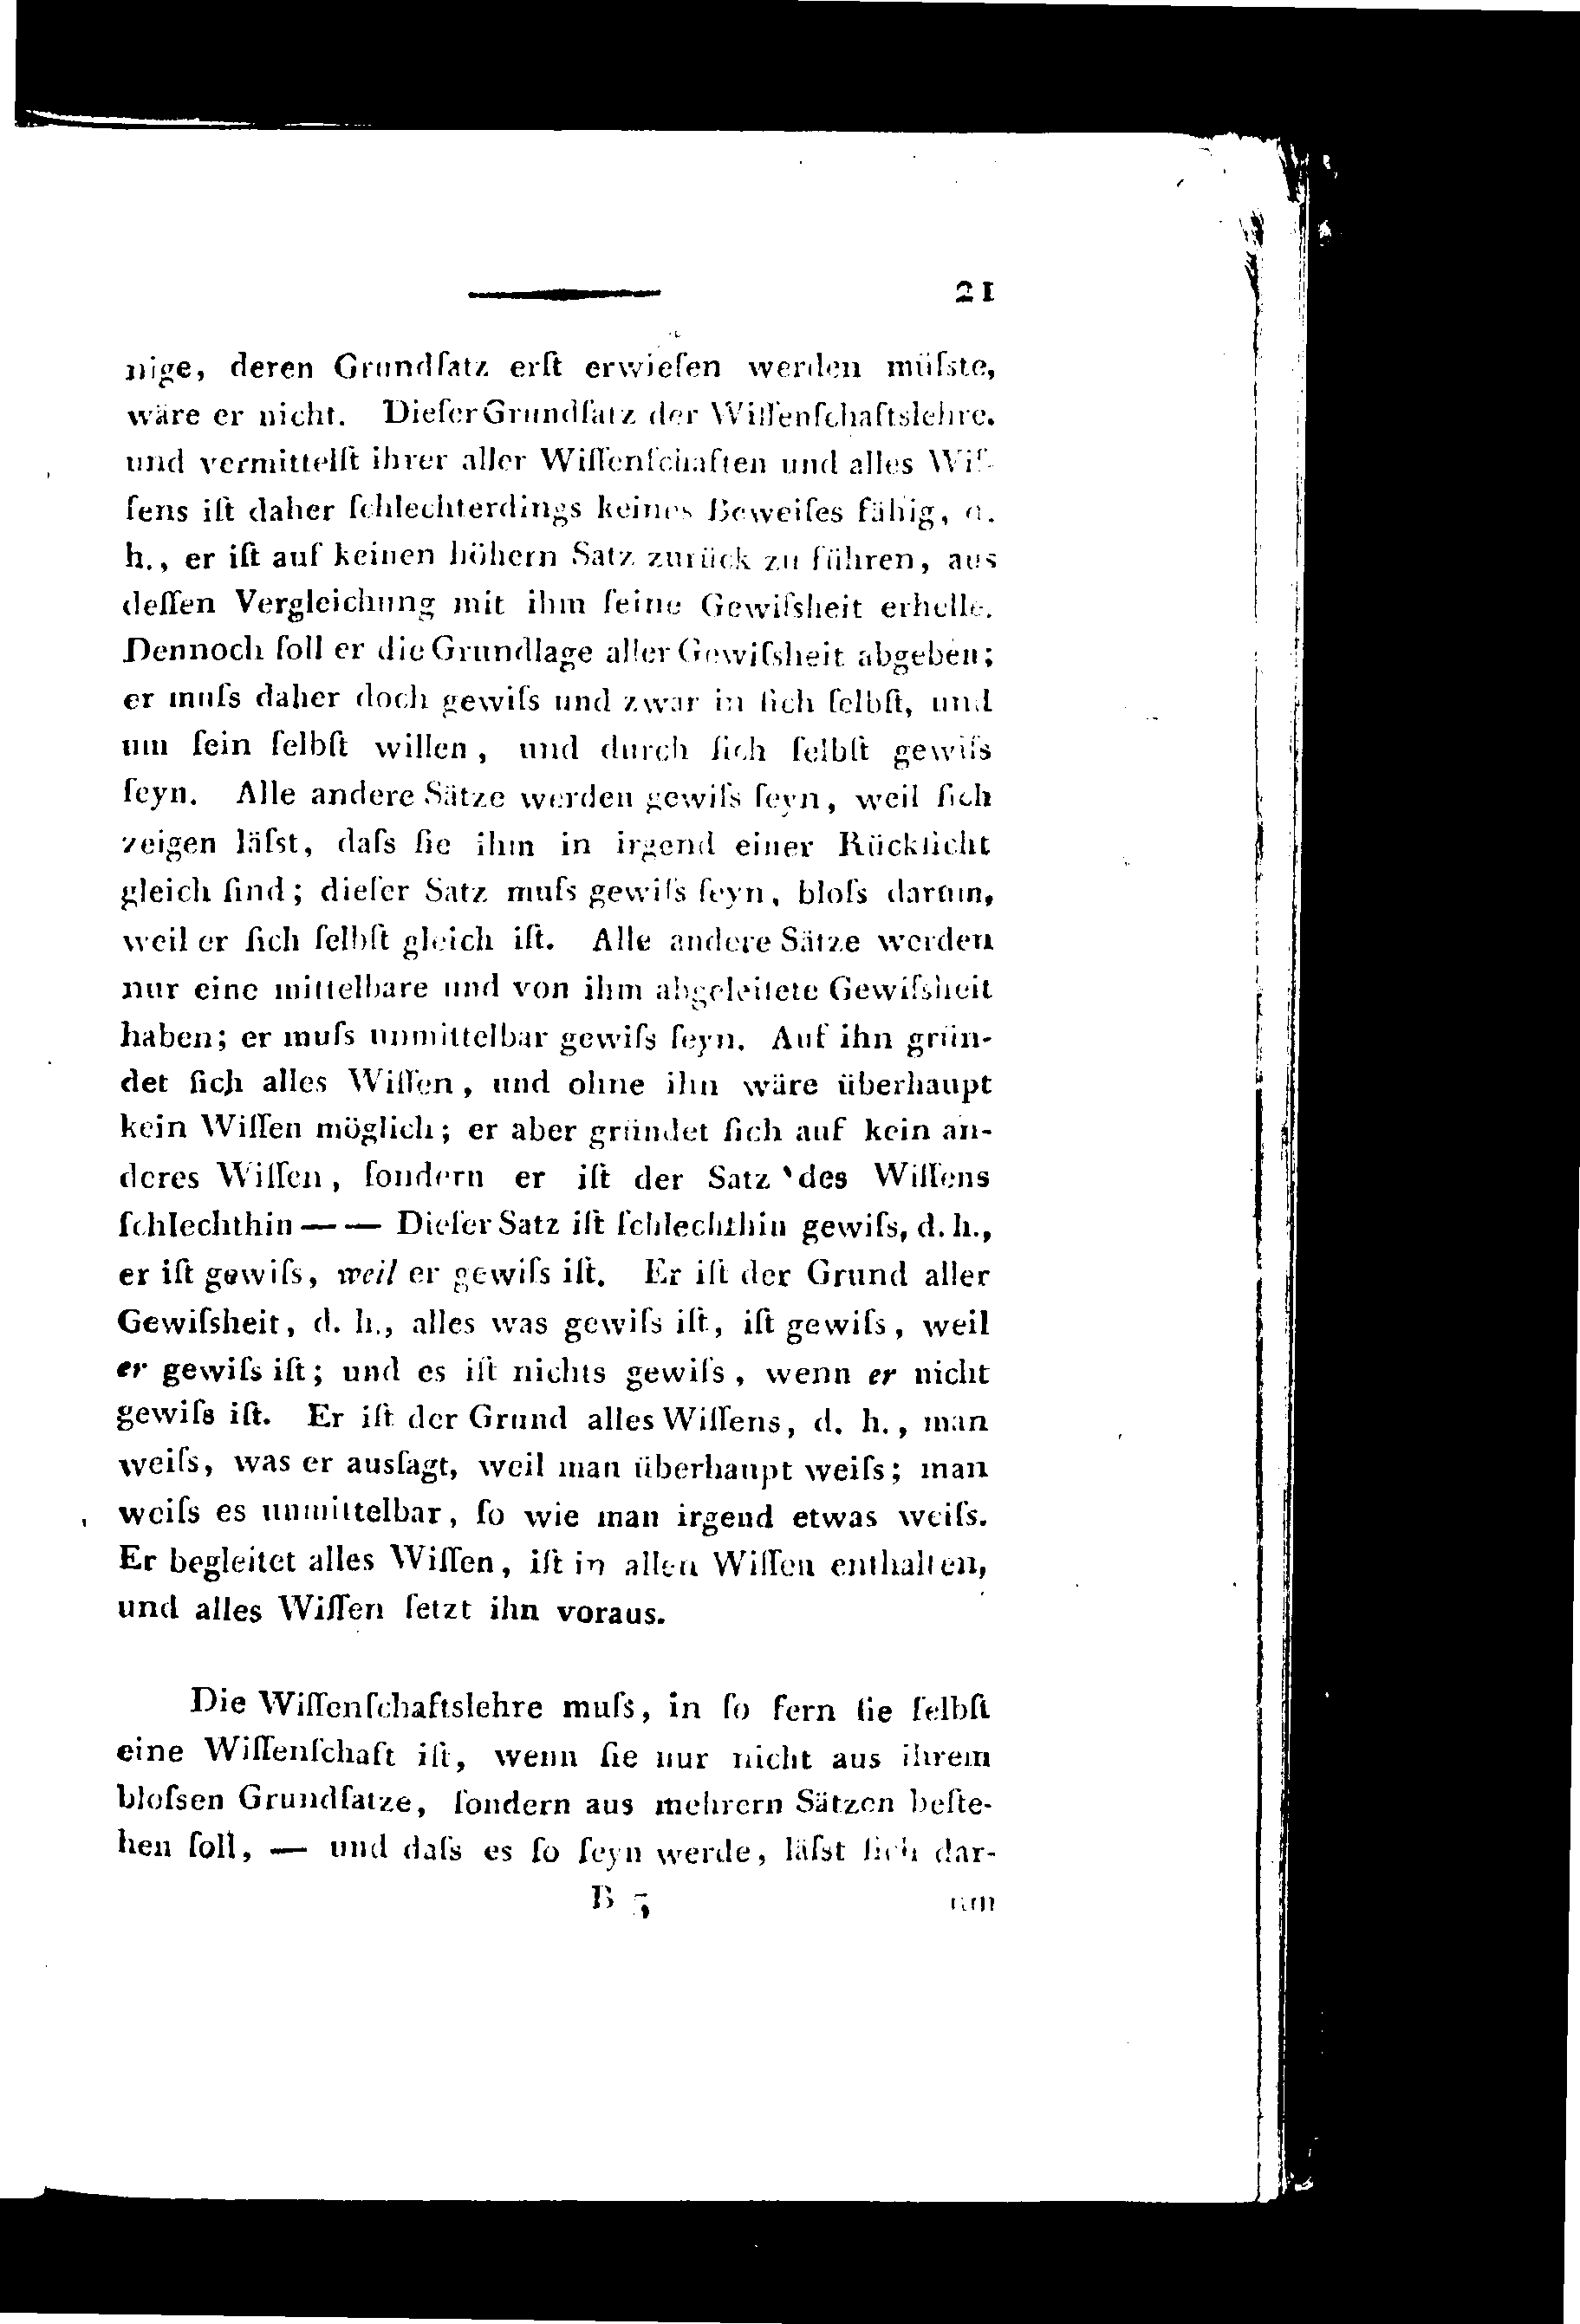 21
nige, deren Grundſatz erſt erwieſen werden müſste,
wäre er nicht. Dieſer Grundſatz der Wiſſenſchaftslehre.
und vermittelſt ihrer aller Wiſſenſchaften und alles Wiſ-
ſens iſt daher ſchlechterdings keines Beweiſes fähig, d.
h., er iſt auf keinen höhern Satz zurück zu führen, aus
deſſen Vergleichung mit ihm ſeine Gewiſsheit erhelle.
Dennoch ſoll er die Grundlage aller Gewiſsheit abgeben;
er muſs daher doch gewiſs und zwar in ſich ſelbſt, und
um ſein ſelbſt willen, und durch ſich ſelbſt gewiſs
ſeyn. Alle andere Sätze werden gewiſs ſeyn, weil ſich
zeigen läſst, daſs ſie ihm in irgend einer Rückſicht
gleich ſind; dieſer Satz muſs gewiſs ſeyn, bloſs darum,
weil er ſich ſelbſt gleich iſt. Alle andere Sätze werden
nur eine mittelbare und von ihm abgeleitete Gewiſsheit
haben; er muſs unmittelbar gewiſs ſeyn. Auf ihn grün-
det ſich alles Wiſſen, und ohne ihn wäre überhaupt
kein Wiſſen möglich; er aber gründet ſich auf kein an-
deres Wiſſen, ſondern er iſt der Satz des Wiſſens
ſchlechthin — — Dieſer Satz iſt ſchlechthin gewiſs, d. h.,
er iſt gewiſs, weil er gewiſs iſt. Er iſt der Grund aller
Gewiſsheit, d. h., alles was gewiſs iſt, iſt gewiſs, weil
er gewiſs iſt; und es iſt nichts gewiſs, wenn er nicht
gewiſs iſt. Er iſt der Grund alles Wiſſens, d. h., man
weiſs, was er ausſagt, weil man überhaupt weiſs; man
weiſs es unmittelbar, ſo wie man irgend etwas weiſs.
Er begleitet alles Wiſſen, iſt in allen Wiſſen enthalten,
und alles Wiſſen ſetzt ihn voraus.
Die Wiſſenſchaftslehre muſs, in ſo fern ſie ſelbſt
eine Wiſſenſchaft iſt, wenn ſie nur nicht aus ihrem
bloſsen Grundſatze, ſondern aus mehrern Sätzen beſte-
hen ſoll, — und daſs es ſo ſeyn werde, läſst ſich dar-
B 3 um